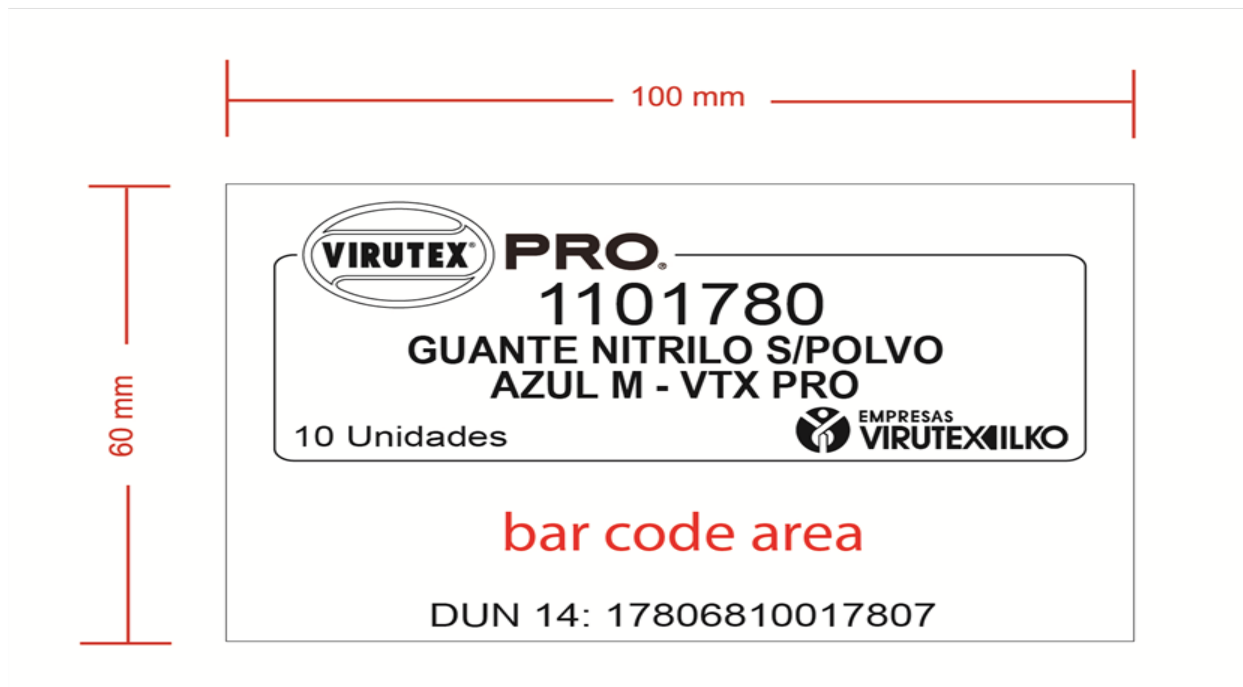 100 mm
60 mm
VIRUTEX® PRO®
1101780
GUANTE NITRILO S/POLVO
AZUL M - VTX PRO
10 Unidades
EMPRESAS
VIRUTEX ILKO
bar code area
DUN 14: 17806810017807